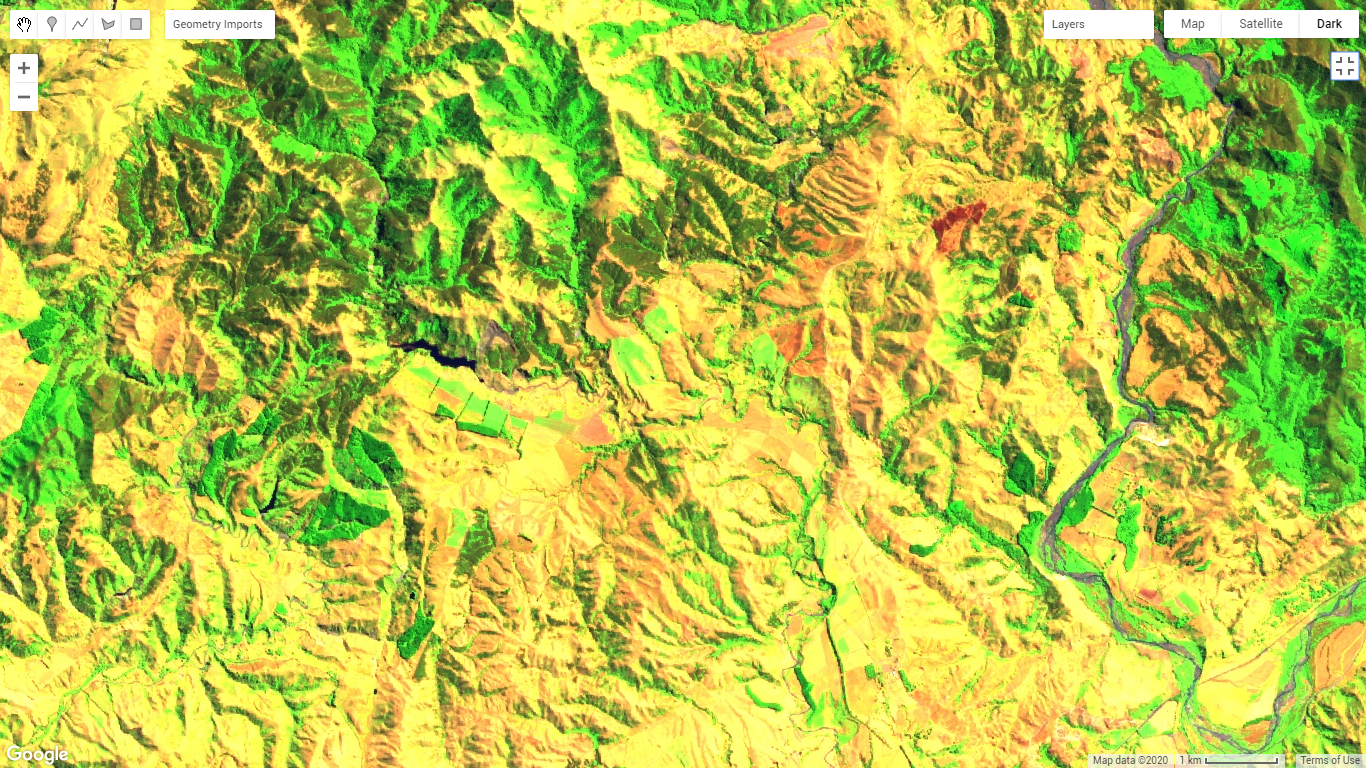 Geometry Imports
Layers
Map
Satellite
Dark
+
−
Google
Map data ©2020
1 km
Terms of Use